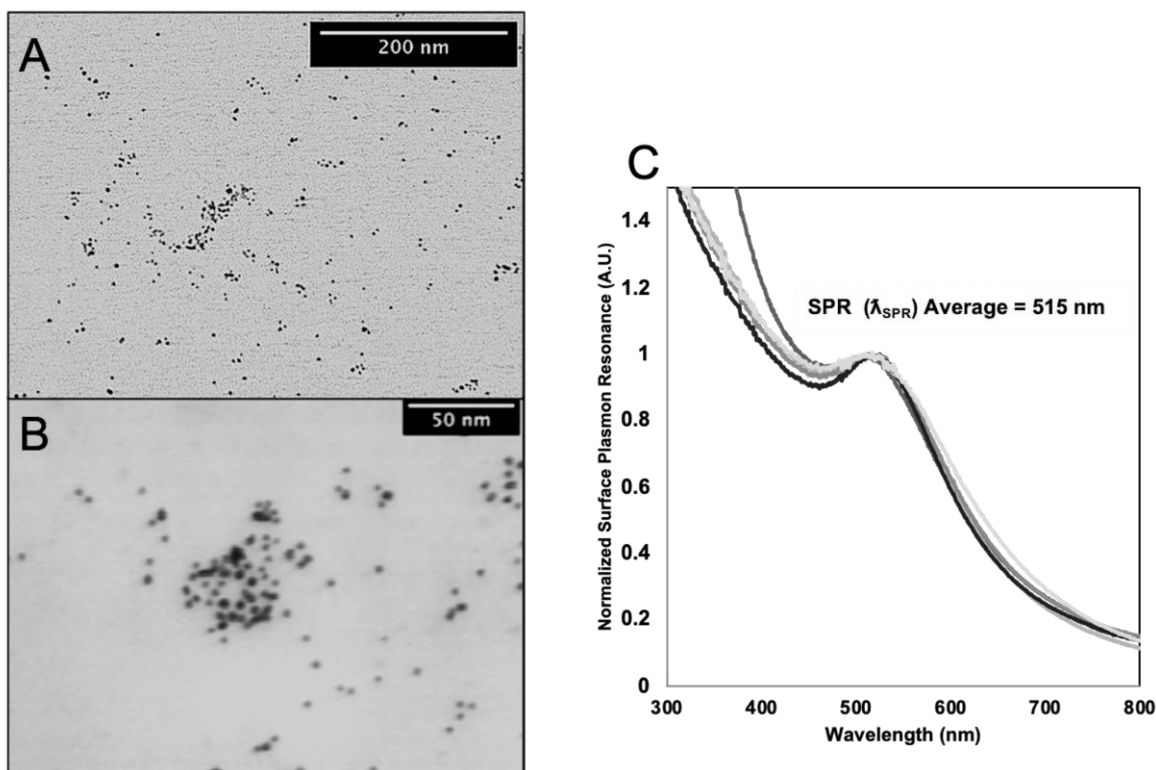 A
200 nm
B
50 nm
C
Normalized Surface Plasmon Resonance (A.U.)
1.4
1.2
1
0.8
0.6
0.4
0.2
0
SPR (ƛSPR) Average = 515 nm
300 400 500 600 700 800
Wavelength (nm)